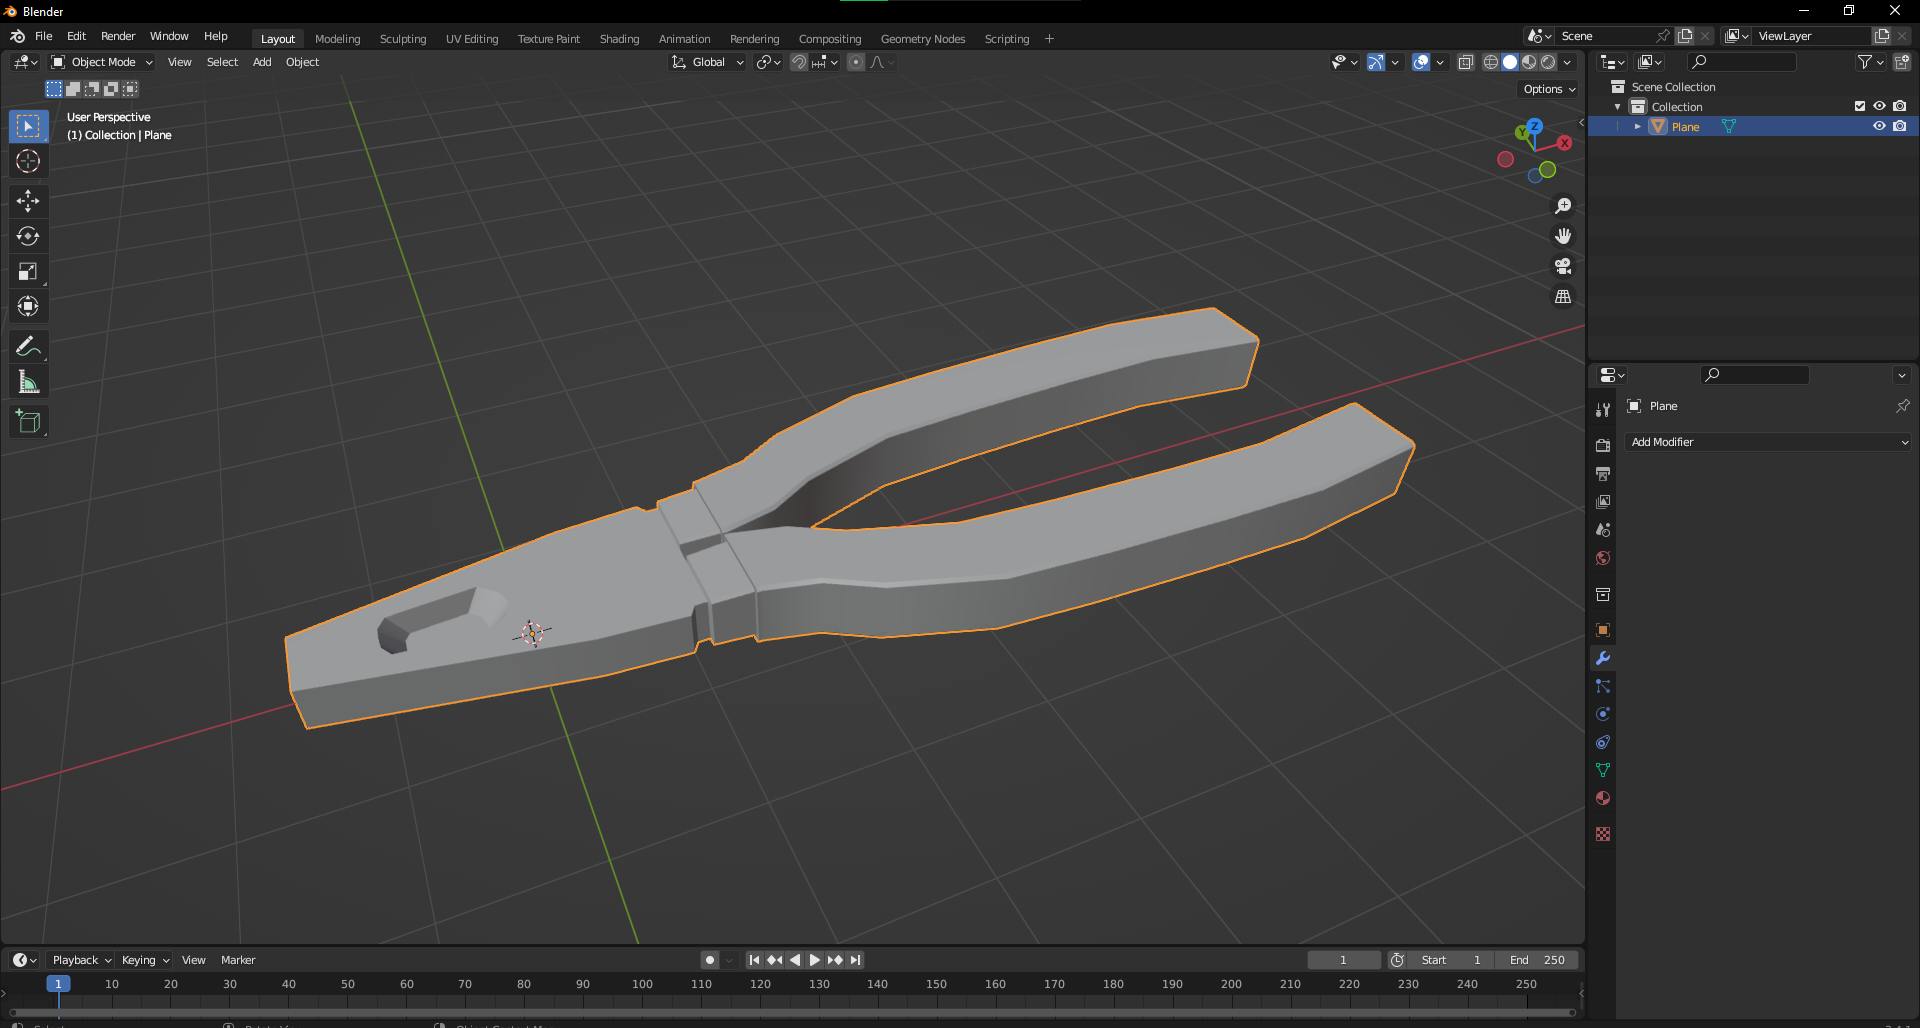 Blender
File Edit Render Window Help Layout Modeling Sculpting UV Editing Texture Paint Shading Animation Rendering Compositing Geometry Nodes Scripting + Scene ViewLayer
Object Mode View Select Add Object Global
Options
User Perspective
(1) Collection | Plane
Z
Y
X
Scene Collection
Collection
Plane
Plane
Add Modifier
Playback Keying View Marker 1 Start 1 End 250
1 10 20 30 40 50 60 70 80 90 100 110 120 130 140 150 160 170 180 190 200 210 220 230 240 250